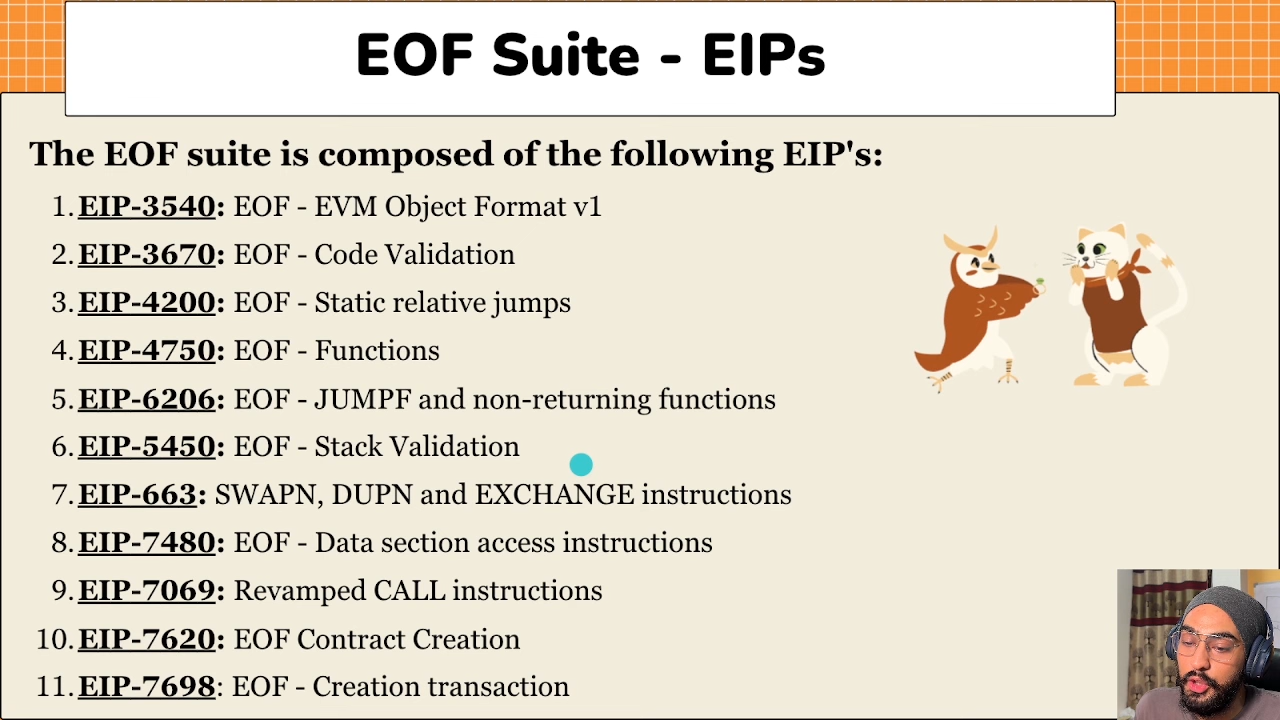 EOF Suite - EIPs
The EOF suite is composed of the following EIP's:
1. EIP-3540: EOF - EVM Object Format v1
2. EIP-3670: EOF - Code Validation
3. EIP-4200: EOF - Static relative jumps
4. EIP-4750: EOF - Functions
5. EIP-6206: EOF - JUMPF and non-returning functions
6. EIP-5450: EOF - Stack Validation
7. EIP-663: SWAPN, DUPN and EXCHANGE instructions
8. EIP-7480: EOF - Data section access instructions
9. EIP-7069: Revamped CALL instructions
10. EIP-7620: EOF Contract Creation
11. EIP-7698: EOF - Creation transaction